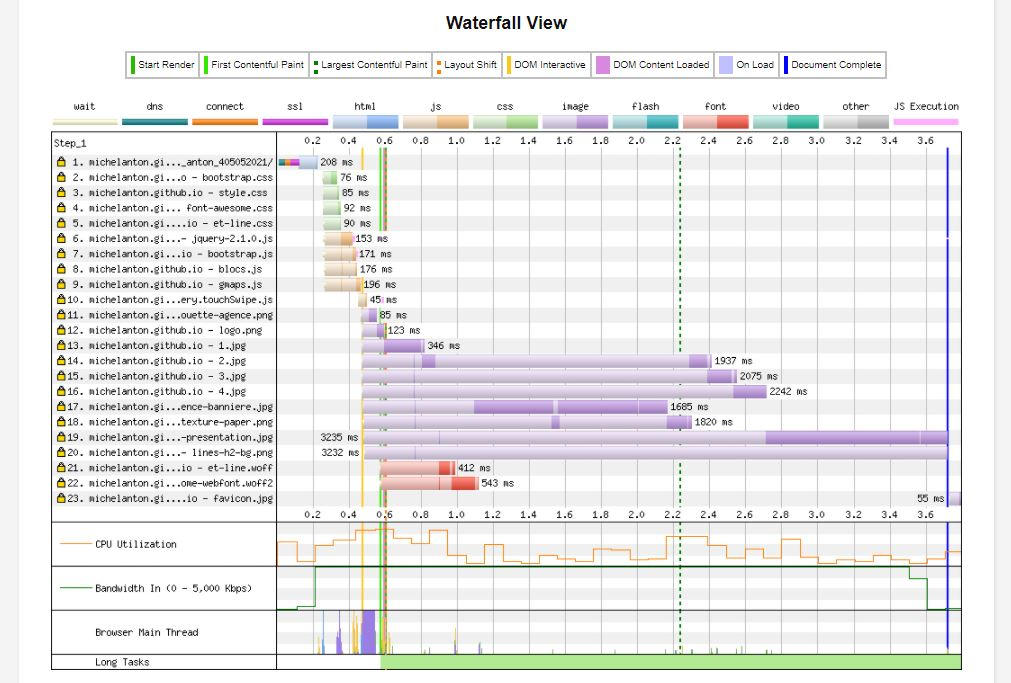 Waterfall View
Start Render First Contentful Paint Largest Contentful Paint Layout Shift DOM Interactive DOM Content Loaded On Load Document Complete
wait dns connect ssl html js css image flash font video other JS Execution
Step_1 0.2 0.4 0.6 0.8 1.0 1.2 1.4 1.6 1.8 2.0 2.2 2.4 2.6 2.8 3.0 3.2 3.4 3.6
1. michelanton.gi..._anton_405052021/ 208 ms
2. michelanton.gi...o - bootstrap.css 76 ms
3. michelanton.github.io - style.css 85 ms
4. michelanton.gi... font-awesome.css 92 ms
5. michelanton.gi....io - et-line.css 90 ms
6. michelanton.gi...- jquery-2.1.0.js 153 ms
7. michelanton.gi...io - bootstrap.js 171 ms
8. michelanton.github.io - blocs.js 176 ms
9. michelanton.github.io - gmaps.js 196 ms
10. michelanton.gi...ery.touchSwipe.js 45 ms
11. michelanton.gi...ouette-agence.png 85 ms
12. michelanton.github.io - logo.png 123 ms
13. michelanton.github.io - 1.jpg 346 ms
14. michelanton.github.io - 2.jpg 1937 ms
15. michelanton.github.io - 3.jpg 2075 ms
16. michelanton.github.io - 4.jpg 2242 ms
17. michelanton.gi...ence-banniere.jpg 1685 ms
18. michelanton.gi...texture-paper.png 1820 ms
19. michelanton.gi...-presentation.jpg 3235 ms
20. michelanton.gi...- lines-h2-bg.png 3232 ms
21. michelanton.gi...io - et-line.woff 412 ms
22. michelanton.gi...ome-webfont.woff2 543 ms
23. michelanton.gi....io - favicon.jpg 55 ms
0.2 0.4 0.6 0.8 1.0 1.2 1.4 1.6 1.8 2.0 2.2 2.4 2.6 2.8 3.0 3.2 3.4 3.6
CPU Utilization
Bandwidth In (0 - 5,000 Kbps)
Browser Main Thread
Long Tasks